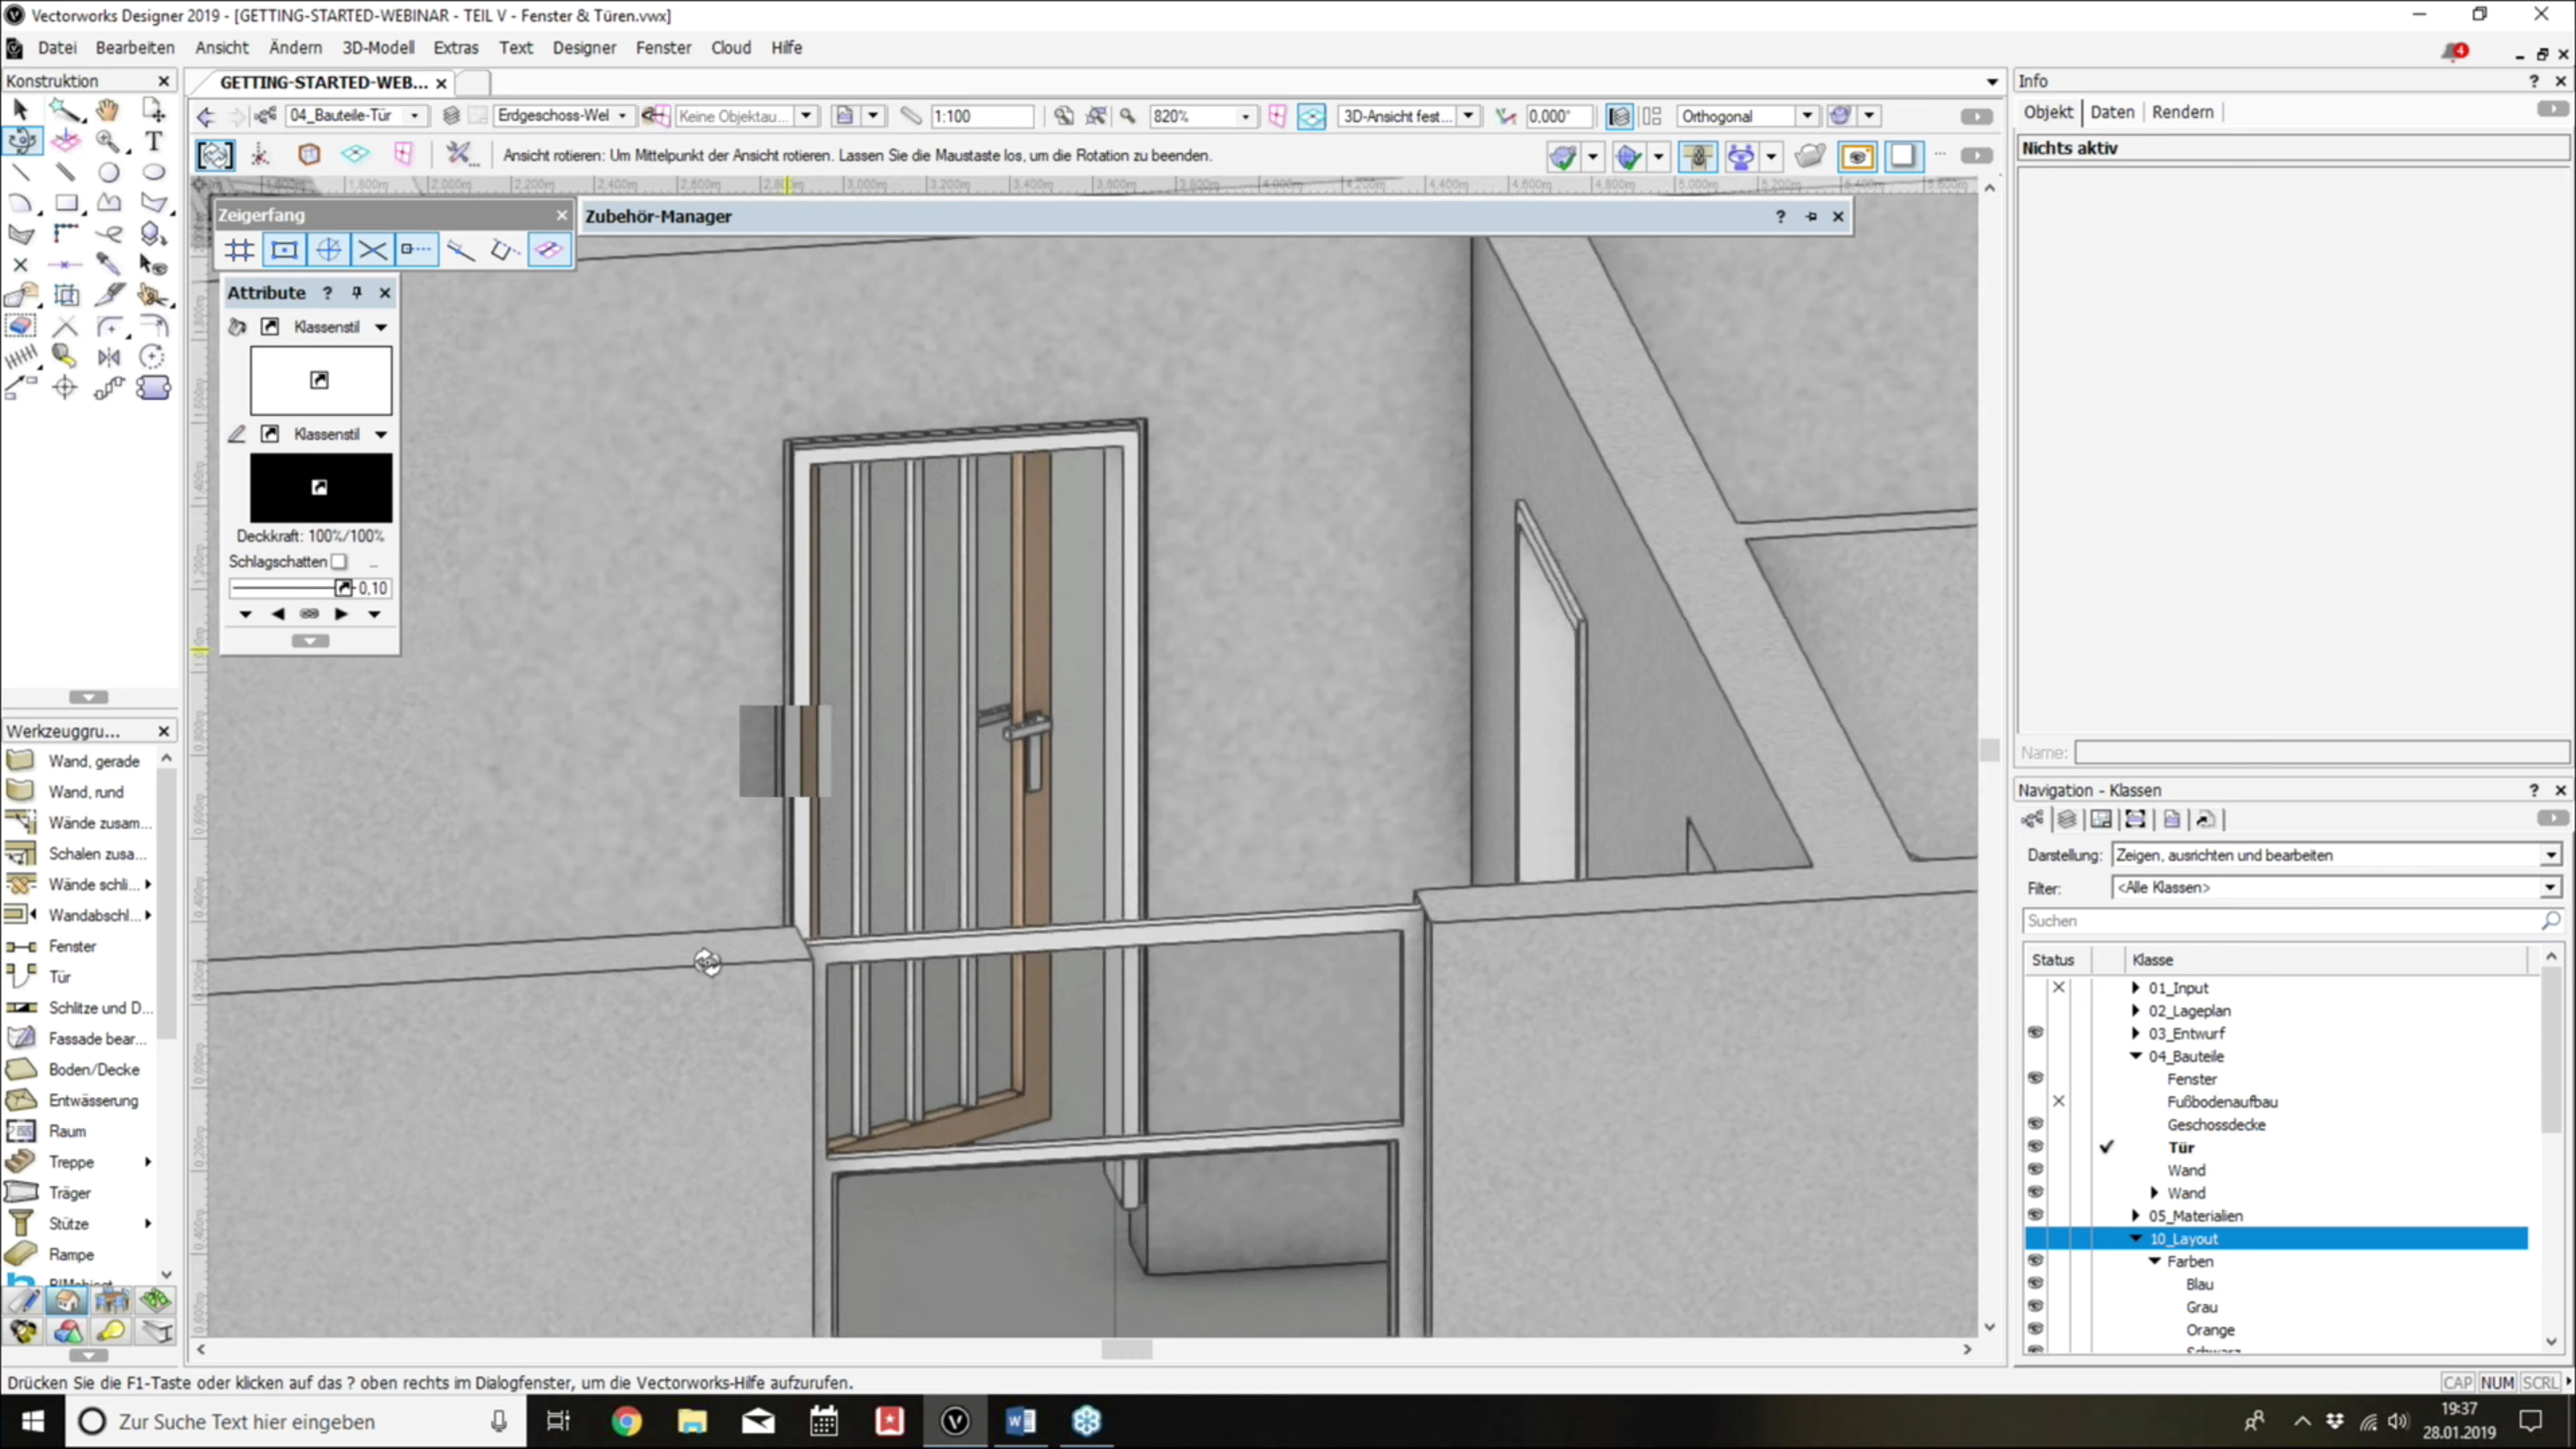 Vectorworks Designer 2019 - [GETTING-STARTED-WEBINAR - TEIL V - Fenster & Türen.vwx]
Datei Bearbeiten Ansicht Ändern 3D-Modell Extras Text Designer Fenster Cloud Hilfe
4
Konstruktion
GETTING-STARTED-WEB...
04_Bauteile-Tür Erdgeschoss-Wel Keine Objektau... 1:100 820% 3D-Ansicht fest... 0,000° Orthogonal
Ansicht rotieren: Um Mittelpunkt der Ansicht rotieren. Lassen Sie die Maustaste los, um die Rotation zu beenden.
Zeigerfang
Zubehör-Manager
Attribute
Klassenstil
Klassenstil
Deckkraft: 100%/100%
Schlagschatten
0,10
Werkzeuggru...
Wand, gerade
Wand, rund
Wände zusam...
Schalen zusa...
Wände schli...
Wandabschl...
Fenster
Tür
Schlitze und D...
Fassade bear...
Boden/Decke
Entwässerung
Raum
Treppe
Träger
Stütze
Rampe
BIMobject
Info
Objekt Daten Rendern
Nichts aktiv
Name:
Navigation - Klassen
Darstellung: Zeigen, ausrichten und bearbeiten
Filter: <Alle Klassen>
Suchen
Status Klasse
01_Input
02_Lageplan
03_Entwurf
04_Bauteile
Fenster
Fußbodenaufbau
Geschossdecke
Tür
Wand
Wand
05_Materialien
10_Layout
Farben
Blau
Grau
Orange
Schwarz
Drücken Sie die F1-Taste oder klicken auf das ? oben rechts im Dialogfenster, um die Vectorworks-Hilfe aufzurufen.
CAP NUM SCRL
Zur Suche Text hier eingeben
19:37
28.01.2019